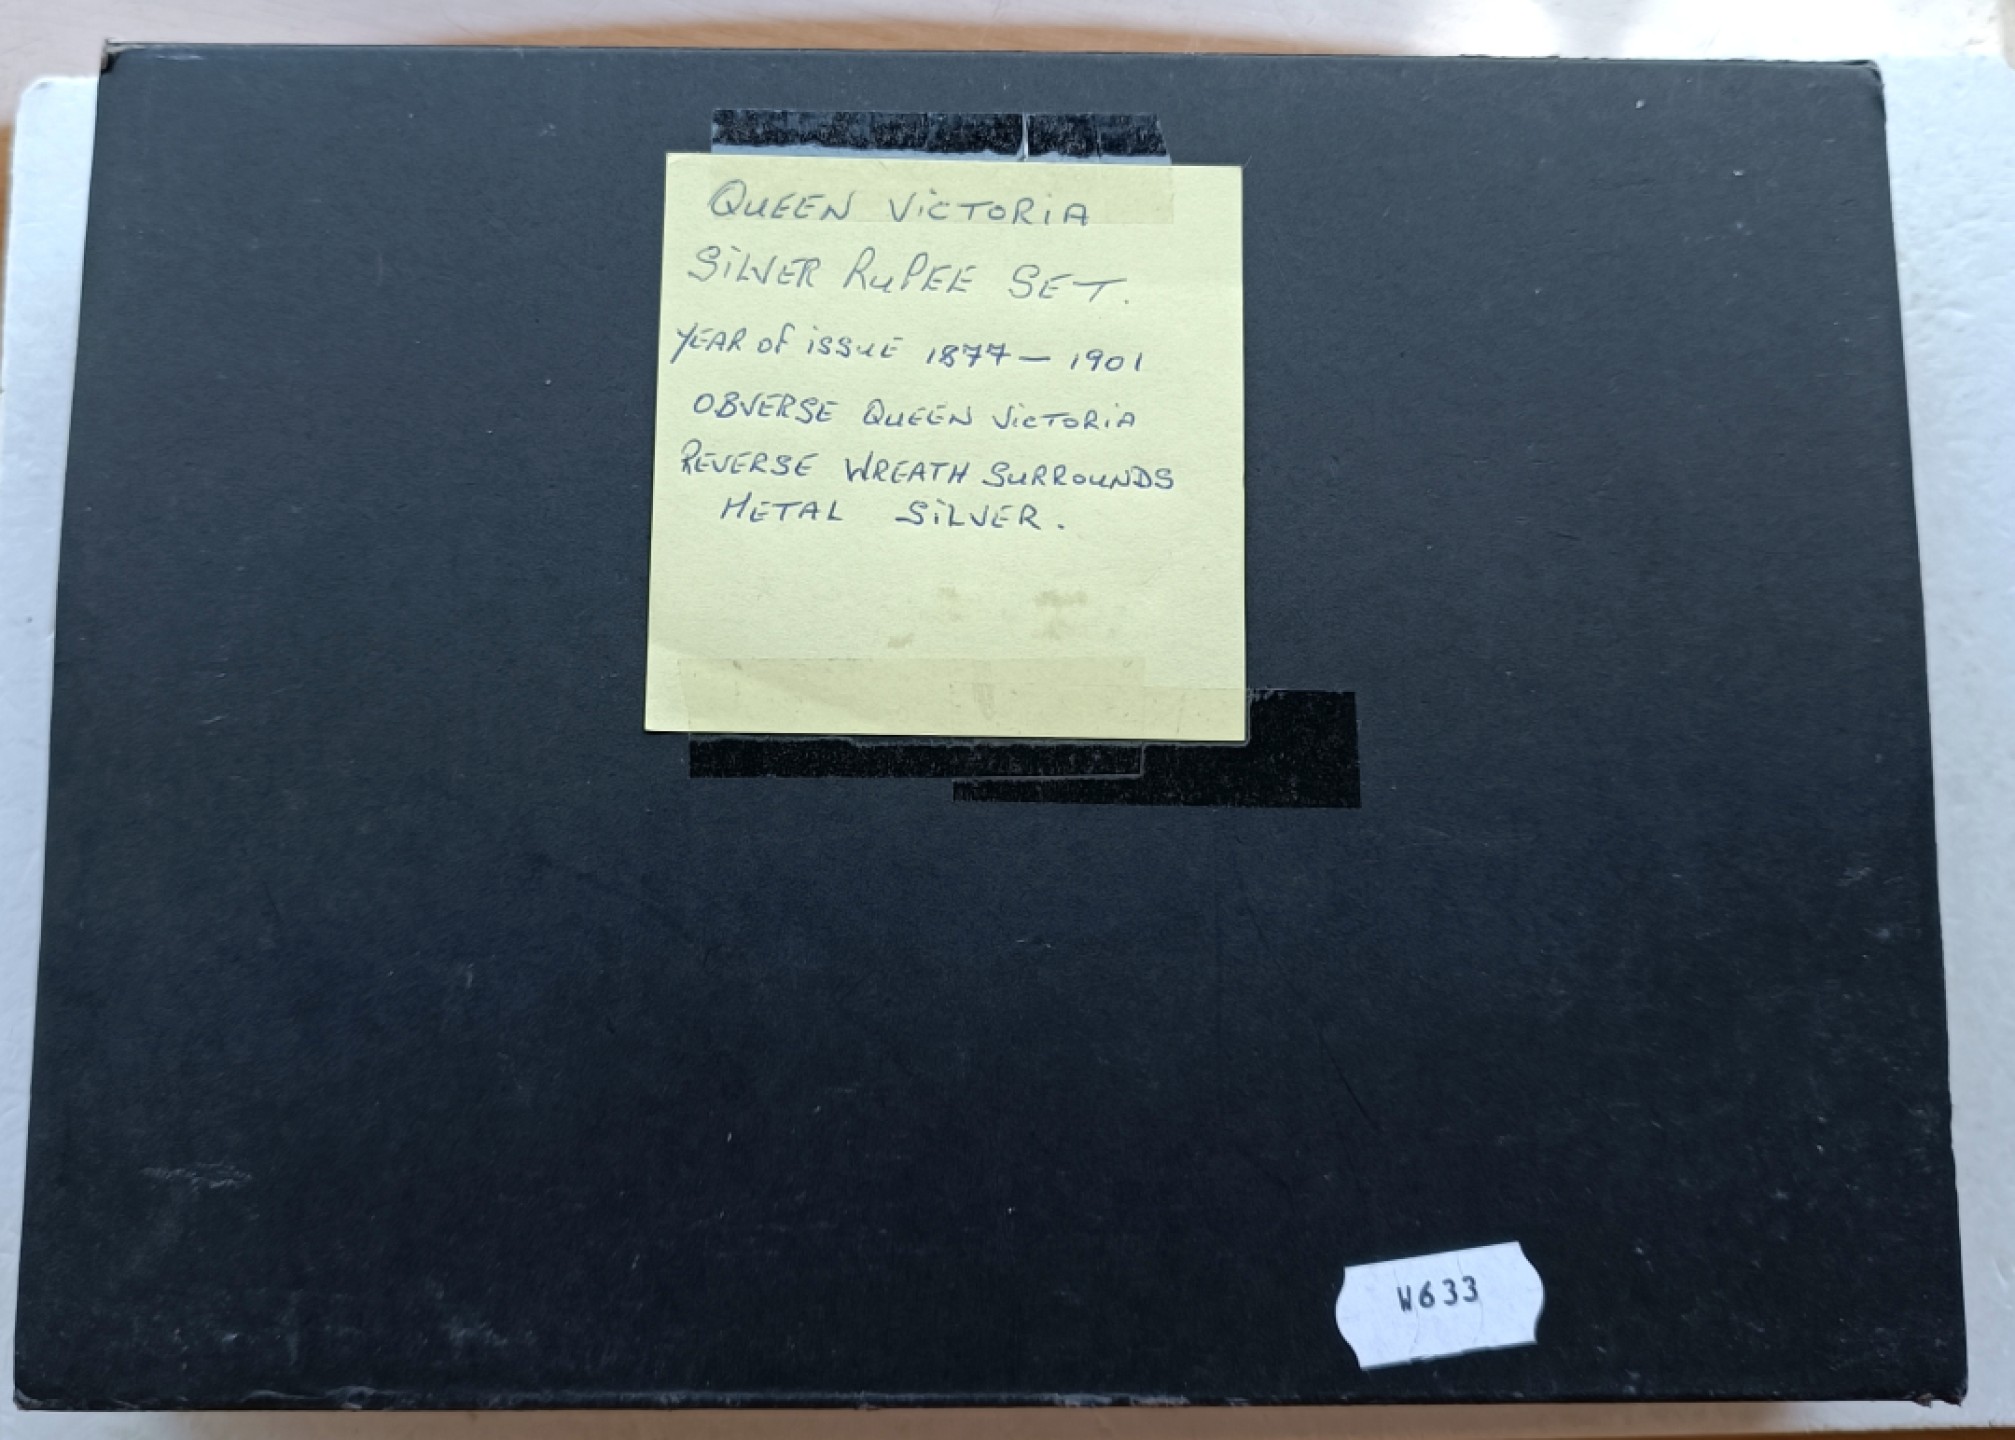 QUEEN VICTORIA
SILVER RUPEE SET.
YEAR OF ISSUE 1877 - 1901
OBVERSE QUEEN VICTORIA
REVERSE WREATH SURROUNDS
METAL SILVER.
W633